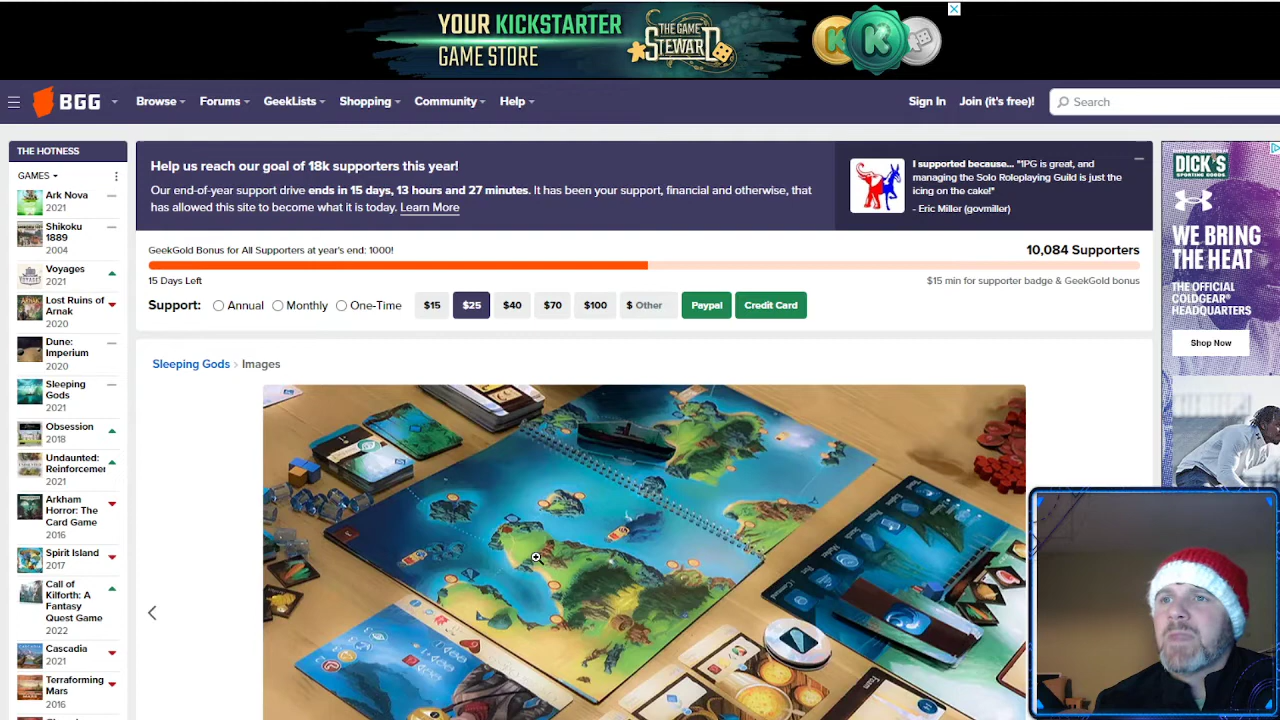 YOUR KICKSTARTER
GAME STORE
THE GAME
STEWARD
K
K
BGG
Browse
Forums
GeekLists
Shopping
Community
Help
Sign In
Join (it's free)!
Search
THE HOTNESS
GAMES
Ark Nova
2021
Shikoku
1889
2004
Voyages
2021
Lost Ruins of
Arnak
2020
Dune:
Imperium
2020
Sleeping
Gods
2021
Obsession
2018
Undaunted:
Reinforcemer
2021
Arkham
Horror: The
Card Game
2016
Spirit Island
2017
Call of
Kilforth: A
Fantasy
Quest Game
2022
Cascadia
2021
Terraforming
Mars
2016
Help us reach our goal of 18k supporters this year!
Our end-of-year support drive ends in 15 days, 13 hours and 27 minutes. It has been your support, financial and otherwise, that
has allowed this site to become what it is today. Learn More
I supported because... "1PG is great, and
managing the Solo Roleplaying Guild is just the
icing on the cake!"
- Eric Miller (govmiller)
GeekGold Bonus for All Supporters at year's end: 1000!
10,084 Supporters
15 Days Left
$15 min for supporter badge & GeekGold bonus
Support:
Annual
Monthly
One-Time
$15
$25
$40
$70
$100
$ Other
Paypal
Credit Card
Sleeping Gods > Images
DICK'S
SPORTING GOODS
WE BRING
THE HEAT
THE OFFICIAL
COLDGEAR®
HEADQUARTERS
Shop Now